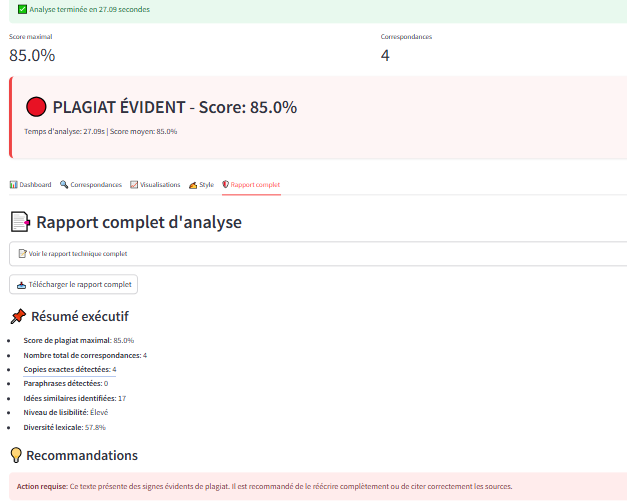 Analyse terminée en 27.09 secondes
Score maximal
Correspondances
85.0%
4
PLAGIAT ÉVIDENT - Score: 85.0%
Temps d'analyse: 27.09s | Score moyen: 85.0%
Dashboard Correspondances Visualisations Style Rapport complet
Rapport complet d'analyse
Voir le rapport technique complet
Télécharger le rapport complet
Résumé exécutif
Score de plagiat maximal: 85.0%
Nombre total de correspondances: 4
Copies exactes détectées: 4
Paraphrases détectées: 0
Idées similaires identifiées: 17
Niveau de lisibilité: Élevé
Diversité lexicale: 57.8%
Recommandations
Action requise: Ce texte présente des signes évidents de plagiat. Il est recommandé de le réécrire complètement ou de citer correctement les sources.